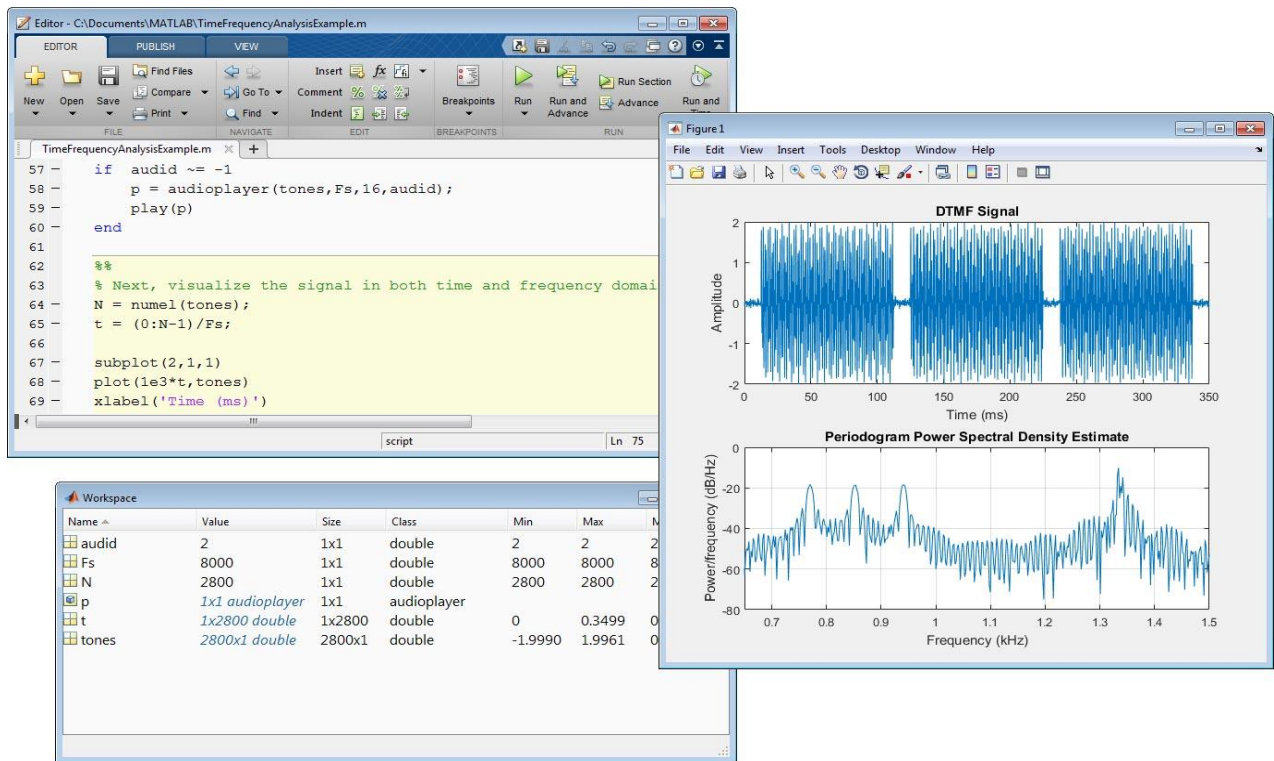 Editor - C:\Documents\MATLAB\TimeFrequencyAnalysisExample.m
EDITOR PUBLISH VIEW
New Open Save Find Files Compare Print
Go To Find
Insert fx
Comment %
Indent
Breakpoints
Run Run and Advance Run Section Advance Run and
FILE NAVIGATE EDIT BREAKPOINTS RUN
TimeFrequencyAnalysisExample.m
57 – if audid ~= -1
58 – p = audioplayer(tones,Fs,16,audid);
59 – play(p)
60 – end
61
62 %%
63 % Next, visualize the signal in both time and frequency domai
64 – N = numel(tones);
65 – t = (0:N-1)/Fs;
66
67 – subplot(2,1,1)
68 – plot(1e3*t,tones)
69 – xlabel('Time (ms)')
script Ln 75
Workspace
Name Value Size Class Min Max
audid 2 1x1 double 2 2 2
Fs 8000 1x1 double 8000 8000 8
N 2800 1x1 double 2800 2800 2
p 1x1 audioplayer 1x1 audioplayer
t 1x2800 double 1x2800 double 0 0.3499 0
tones 2800x1 double 2800x1 double -1.9990 1.9961 0
Figure 1
File Edit View Insert Tools Desktop Window Help
DTMF Signal
Amplitude
2
1
0
-1
-2
0 50 100 150 200 250 300 350
Time (ms)
Periodogram Power Spectral Density Estimate
Power/frequency (dB/Hz)
0
-20
-40
-60
-80
0.7 0.8 0.9 1 1.1 1.2 1.3 1.4 1.5
Frequency (kHz)